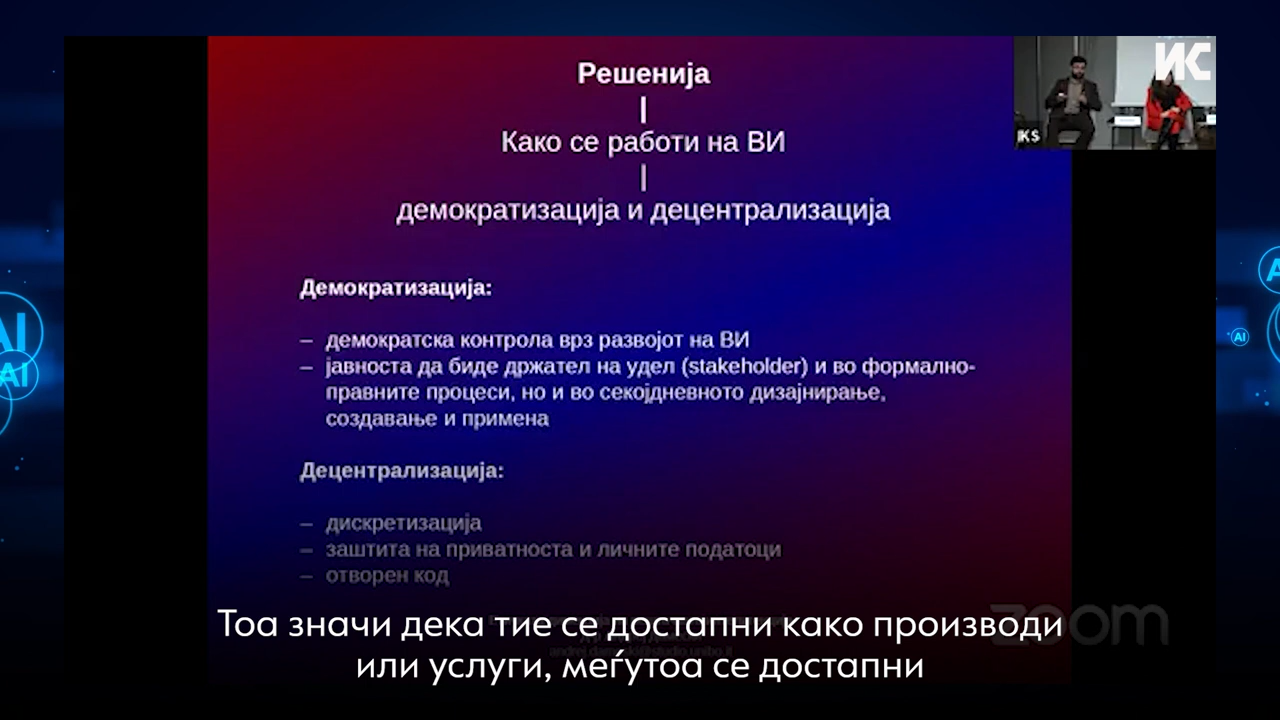 Решенија
|
Како се работи на ВИ
|
демократизација и децентрализација
Демократизација:
– демократска контрола врз развојот на ВИ
– јавноста да биде држател на удел (stakeholder) и во формално-
правните процеси, но и во секојдневното дизајнирање,
создавање и примена
Децентрализација:
– дискретизација
– заштита на приватноста и личните податоци
– отворен код
Тоа значи дека тие се достапни како производи
или услуги, меѓутоа се достапни
zoom
ИС
KS
AI
AI
AI
AI